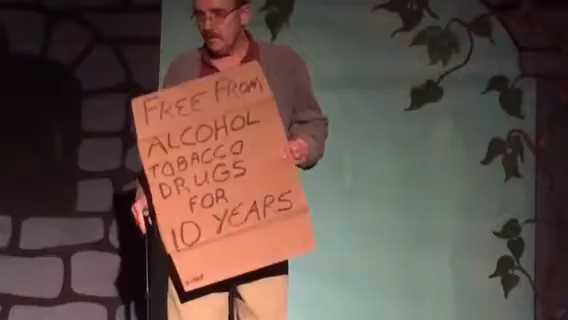 FREE FROM
ALCOHOL
TOBACCO
DRUGS
FOR
10 YEARS